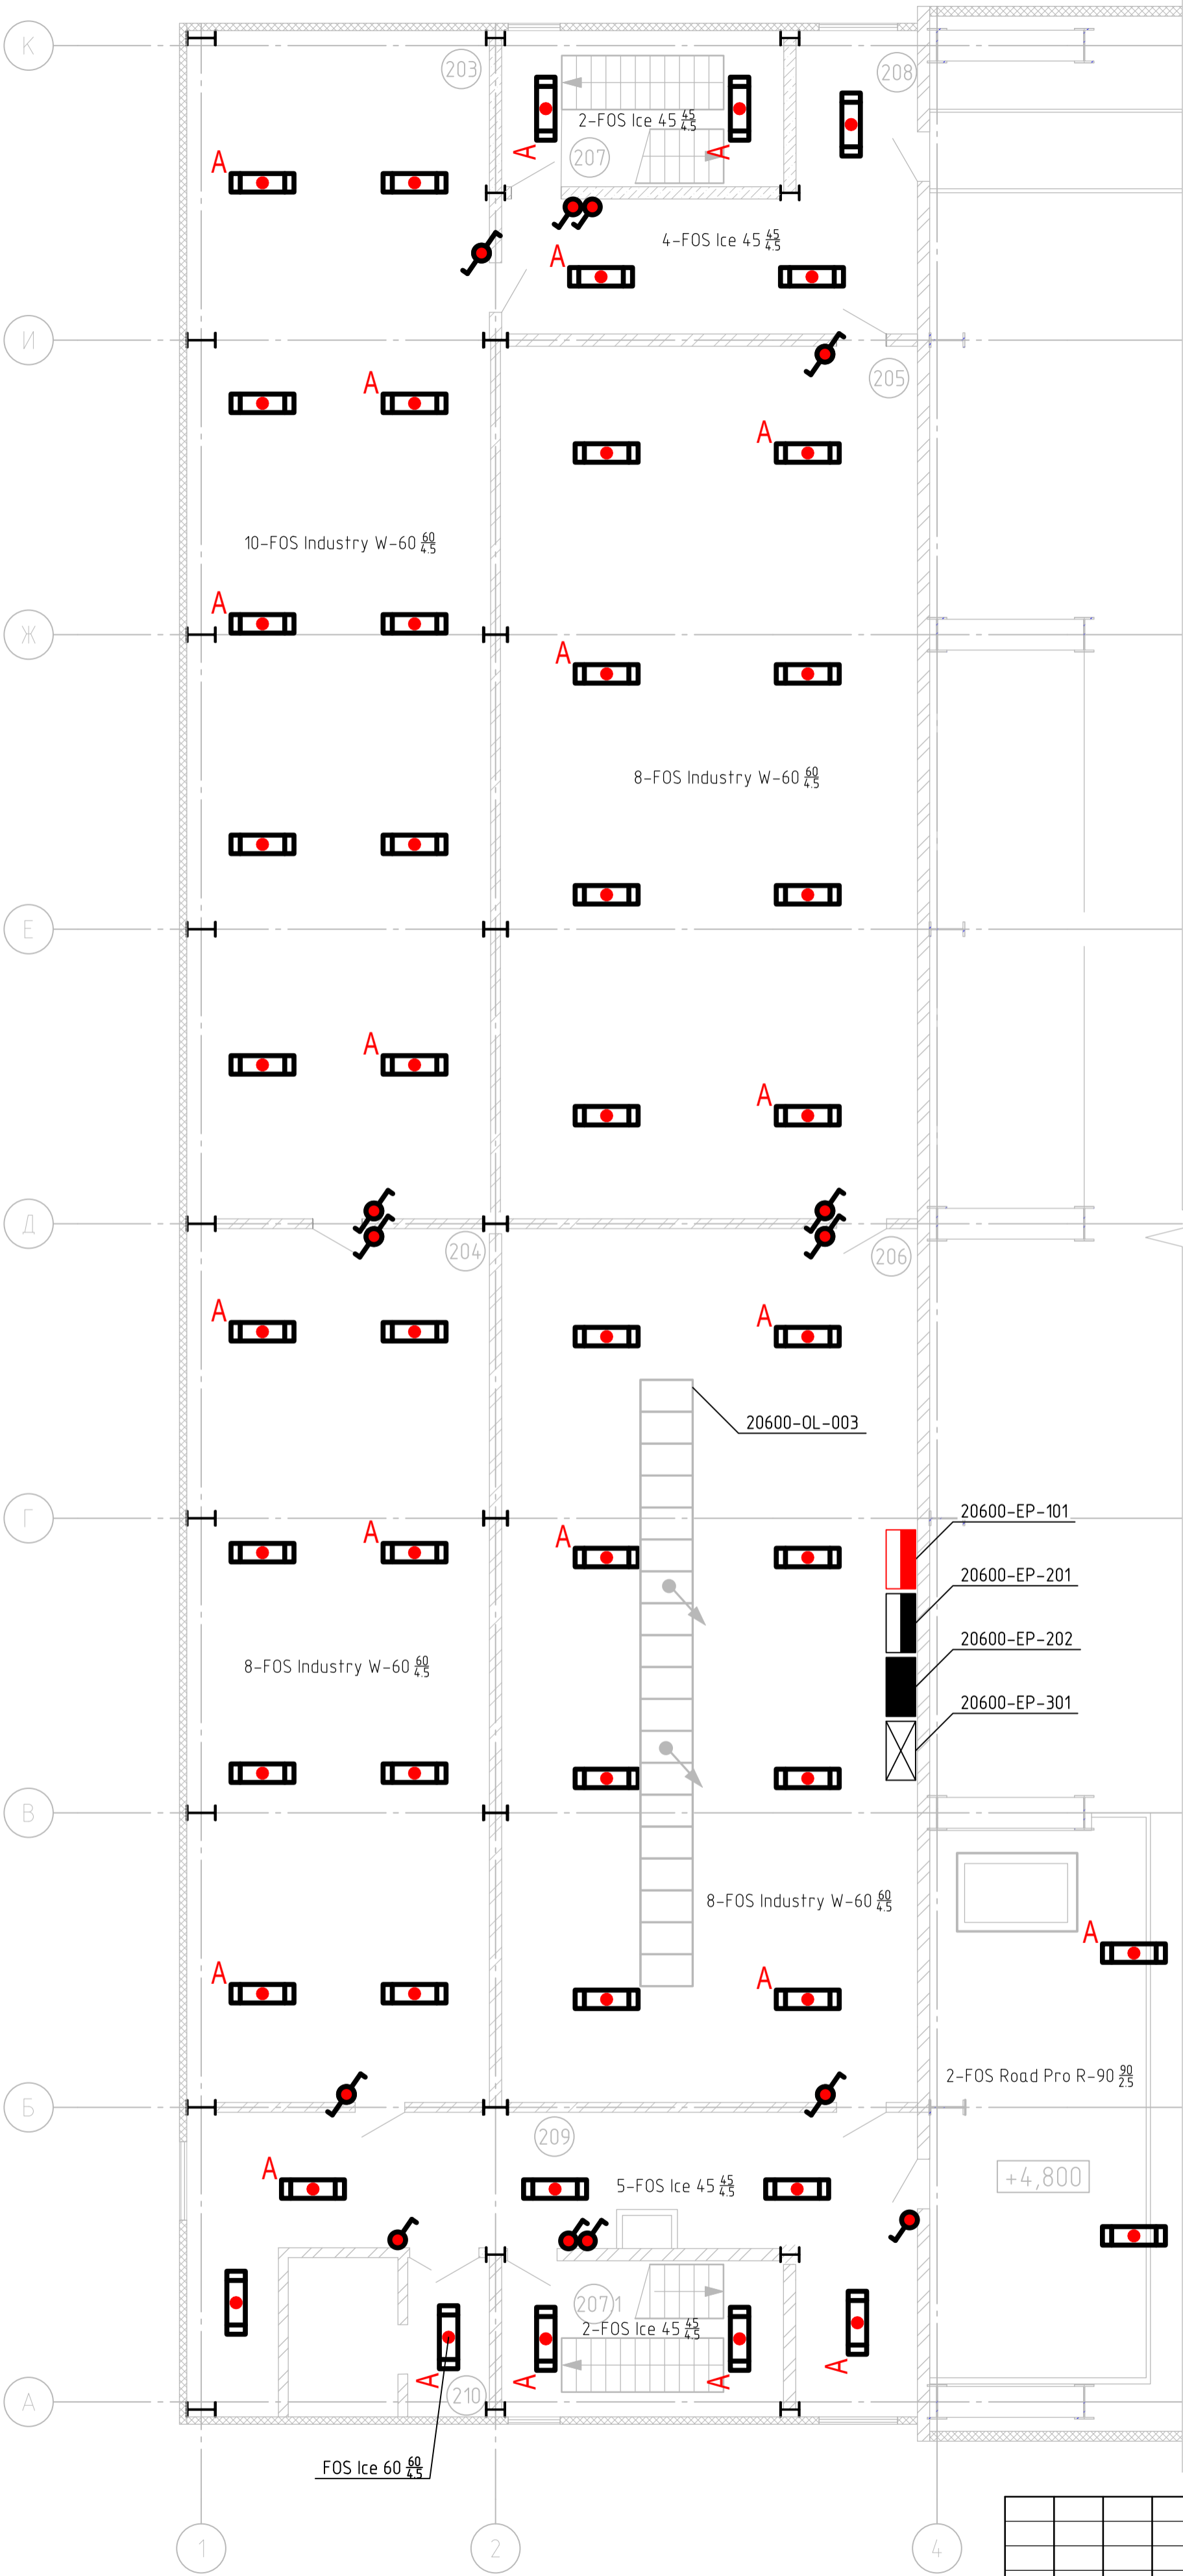 К
203
208
2-FOS Ice 45 45/4.5
А
А
207
А
4-FOS Ice 45 45/4.5
А
И
205
А
А
10-FOS Industry W-60 60/4.5
А
Ж
А
8-FOS Industry W-60 60/4.5
Е
А
А
Д
204
206
А
А
20600-OL-003
20600-EP-101
Г
А
А
20600-EP-201
20600-EP-202
8-FOS Industry W-60 60/4.5
20600-EP-301
В
8-FOS Industry W-60 60/4.5
А
А
А
2-FOS Road Pro R-90 90/2.5
Б
209
А
5-FOS Ice 45 45/4.5
+4,800
207.1
2-FOS Ice 45 45/4.5
А
А
А
А
210
А
FOS Ice 60 60/4.5
1
2
4